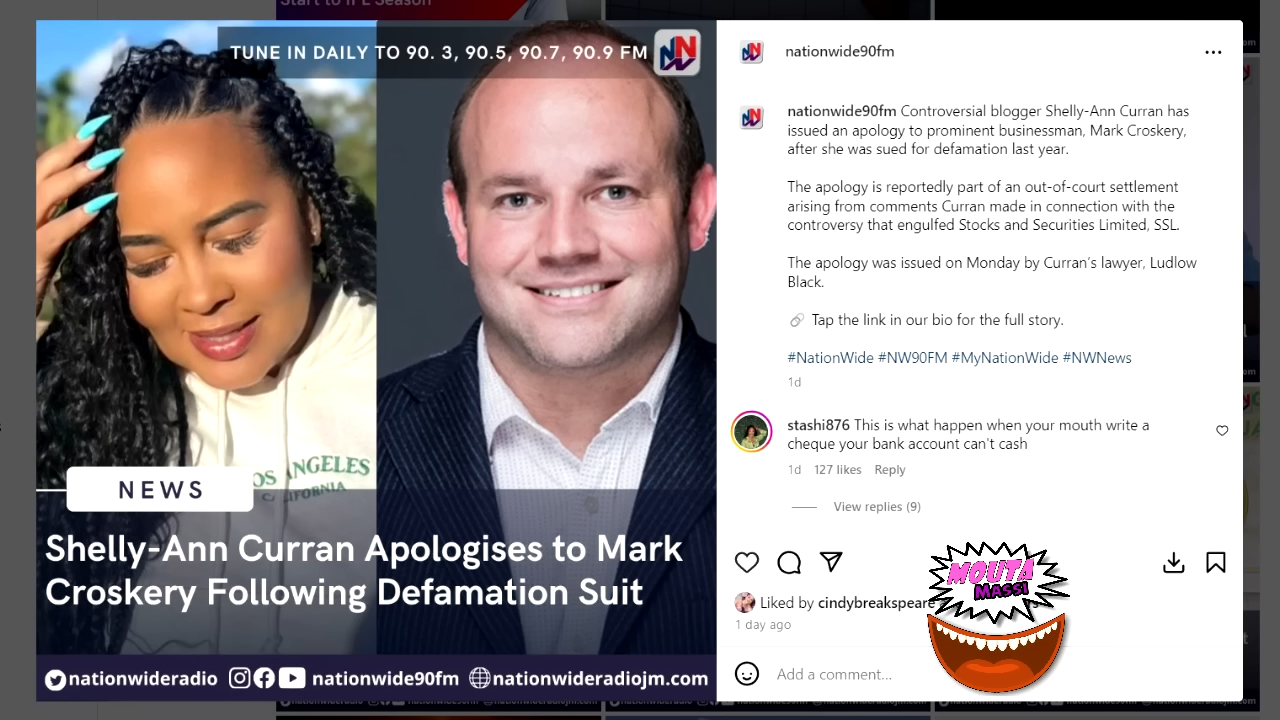 TUNE IN DAILY TO 90. 3, 90.5, 90.7, 90.9 FM
OS ANGELES
NEWS
Shelly-Ann Curran Apologises to Mark
Croskery Following Defamation Suit
nationwideradio nationwide90fm nationwideradiojm.com
nationwide90fm
nationwide90fm Controversial blogger Shelly-Ann Curran has
issued an apology to prominent businessman, Mark Croskery,
after she was sued for defamation last year.
The apology is reportedly part of an out-of-court settlement
arising from comments Curran made in connection with the
controversy that engulfed Stocks and Securities Limited, SSL.
The apology was issued on Monday by Curran's lawyer, Ludlow
Black.
Tap the link in our bio for the full story.
#NationWide #NW90FM #MyNationWide #NWNews
1d
stashi876 This is what happen when your mouth write a
cheque your bank account can't cash
1d 127 likes Reply
View replies (9)
MOUTA
MASSI
Liked by cindybreakspeare
1 day ago
Add a comment...